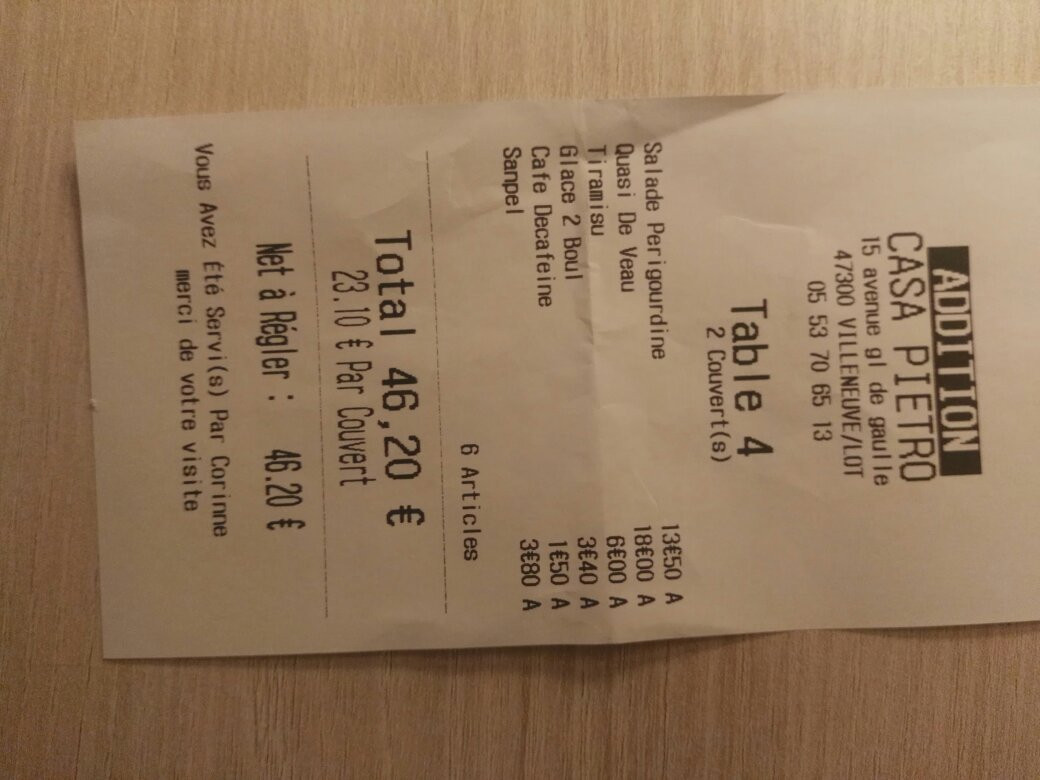 ADDITION
CASA PIETRO
15 avenue gl de gaulle
47300 VILLENEUVE/LOT
05 53 70 65 13
Table 4
2 Couvert(s)
Salade Perigourdine 13€50 A
Quasi De Veau 18€00 A
Tiramisu 6€00 A
Glace 2 Boul 3€40 A
Cafe Decafeine 1€50 A
Sanpel 3€80 A
6 Articles
Total 46,20 €
23.10 € Par Couvert
Net à Régler : 46.20 €
Vous Avez Été Servi(s) Par Corinne
merci de votre visite